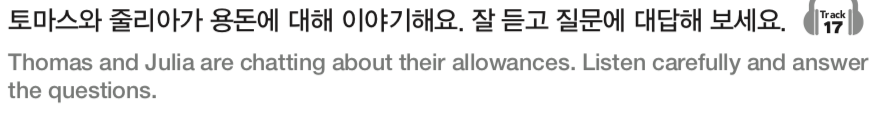 토마스와 줄리아가 용돈에 대해 이야기해요. 잘 듣고 질문에 대답해 보세요. Track 17
Thomas and Julia are chatting about their allowances. Listen carefully and answer
the questions.